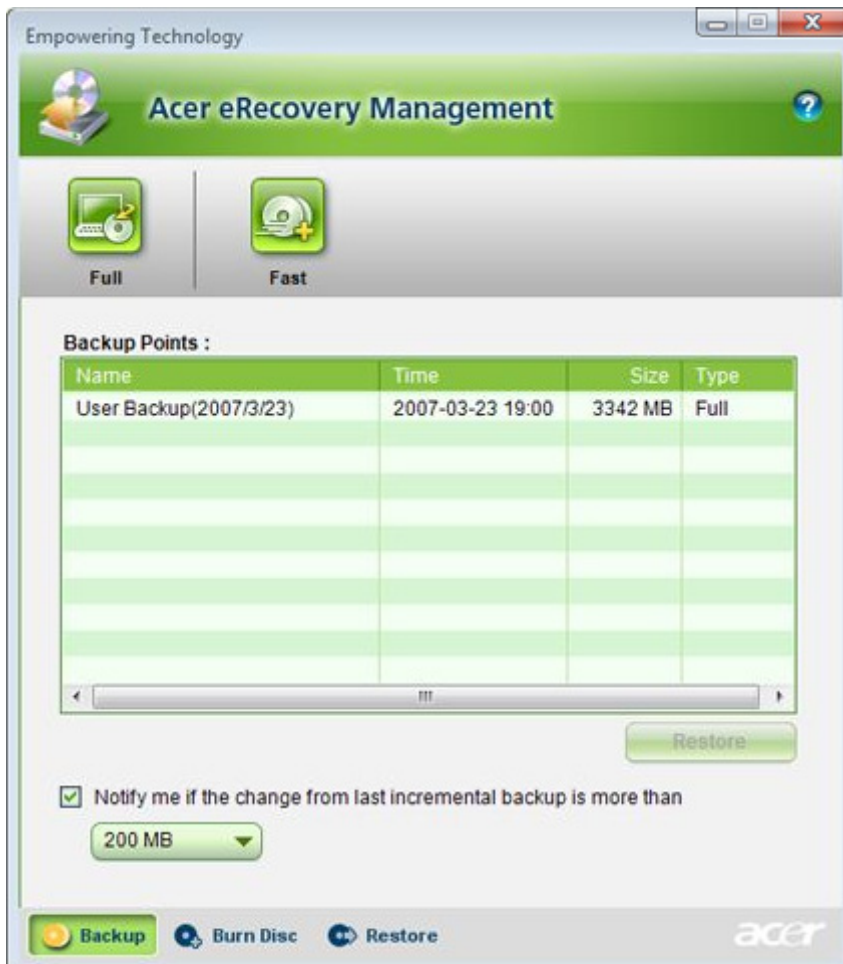 Empowering Technology
Acer eRecovery Management
?
Full Fast
Backup Points :
Name Time Size Type
User Backup(2007/3/23) 2007-03-23 19:00 3342 MB Full
Restore
Notify me if the change from last incremental backup is more than
200 MB
Backup Burn Disc Restore acer